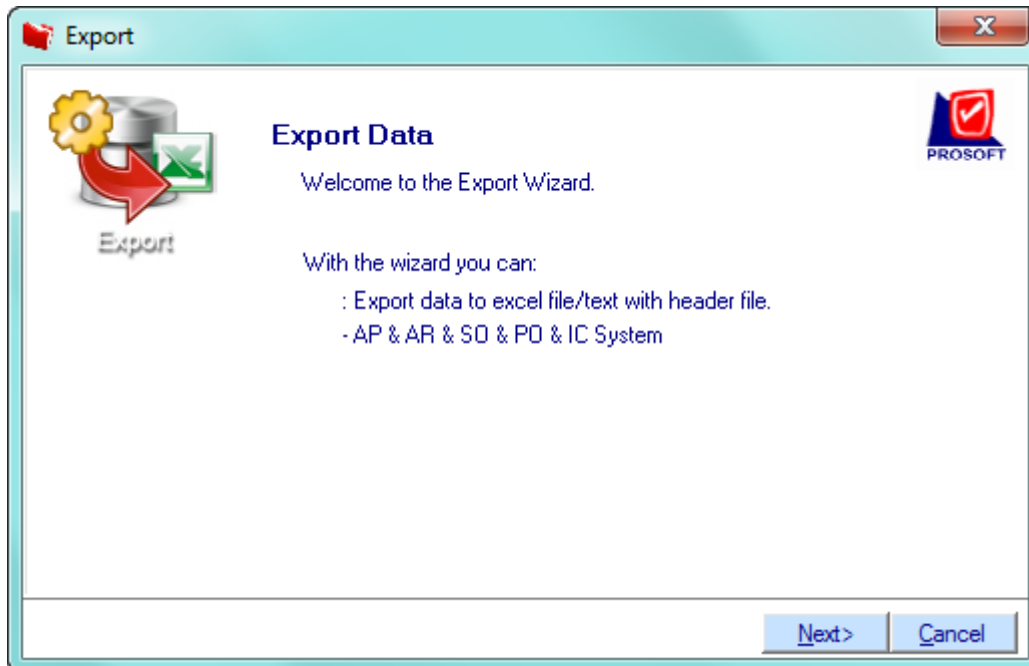 Export
Export Data
PROSOFT
Welcome to the Export Wizard.
Export
With the wizard you can:
: Export data to excel file/text with header file.
- AP & AR & SO & PO & IC System
Next>
Cancel